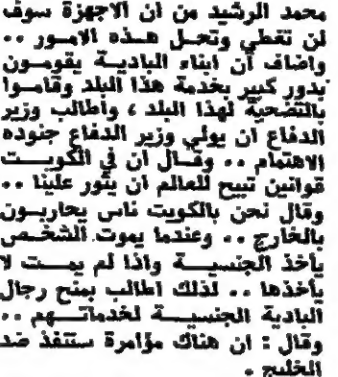 محمد الرشيد من ان الاجهزة سوف
لن تغطي وتحل هذه الامور ..
واضاف أن ابناء البادية يقومون
بدور كبير بخدمة هذا البلد وقاموا
بالتضحية لهذا البلد ، وأطالب وزير
الدفاع ان يولي وزير الدفاع جنوده
الاهتمام .. وقال أن في الكويت
قوانين تبيح للعالم أن يثور علينا ..
وقال نحن بالكويت ناس يحاربون
بالخارج .. وعندما يموت الشخص
يأخذ الجنسية واذا لم يمت لا
يأخذها .. لذلك اطالب بمنح رجال
البادية الجنسية لخدماتهم ..
وقال : ان هناك مؤامرة ستنفذ ضد
الخليج .